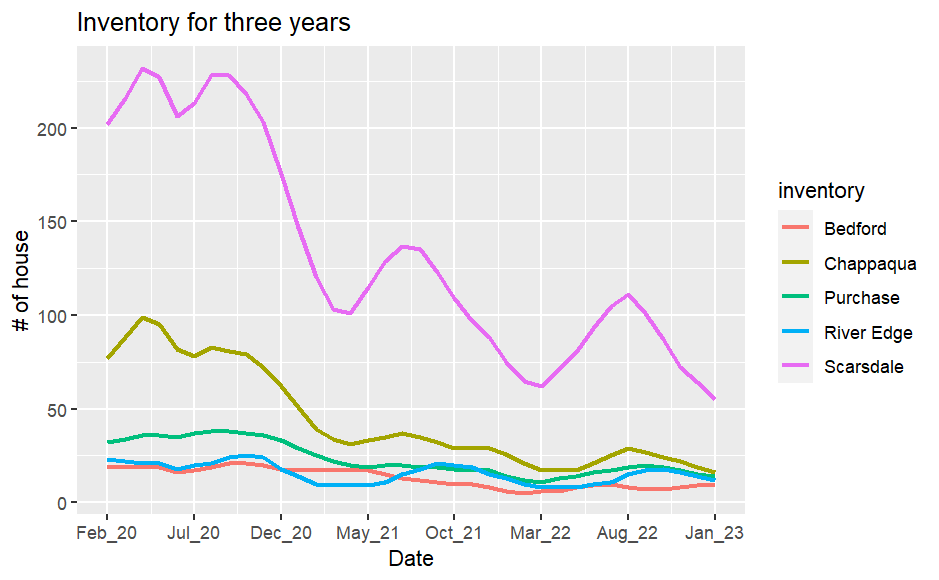 Inventory for three years
# of house
200
150
100
50
0
Feb_20 Jul_20 Dec_20 May_21 Oct_21 Mar_22 Aug_22 Jan_23
Date
inventory
Bedford
Chappaqua
Purchase
River Edge
Scarsdale